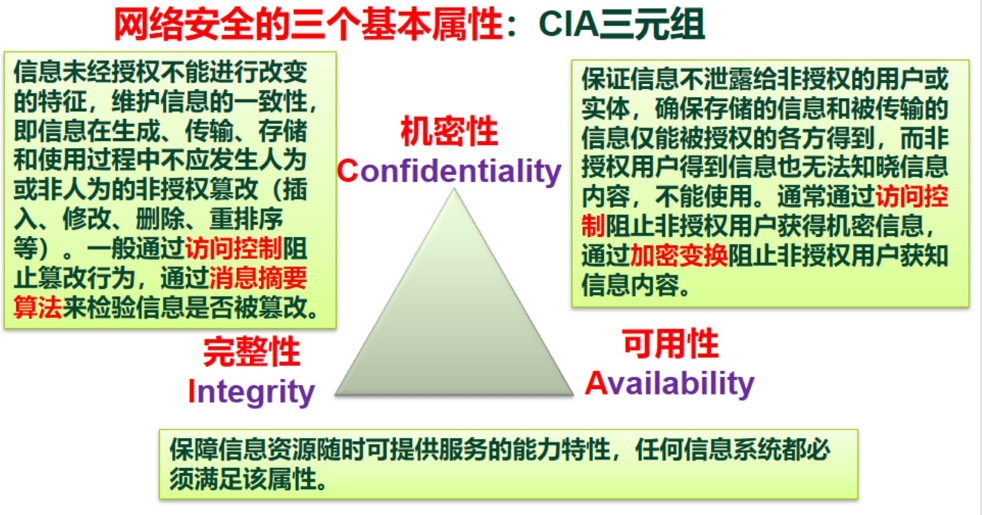 网络安全的三个基本属性：CIA三元组
信息未经授权不能进行改变
的特征，维护信息的一致性，
即信息在生成、传输、存储
和使用过程中不应发生人为
或非人为的非授权篡改（插
入、修改、删除、重排序
等）。一般通过访问控制阻
止篡改行为，通过消息摘要
算法来检验信息是否被篡改。
机密性
Confidentiality
保证信息不泄露给非授权的用户或
实体，确保存储的信息和被传输的
信息仅能被授权的各方得到，而非
授权用户得到信息也无法知晓信息
内容，不能使用。通常通过访问控
制阻止非授权用户获得机密信息，
通过加密变换阻止非授权用户获知
信息内容。
完整性
Integrity
可用性
Availability
保障信息资源随时可提供服务的能力特性，任何信息系统都必
须满足该属性。